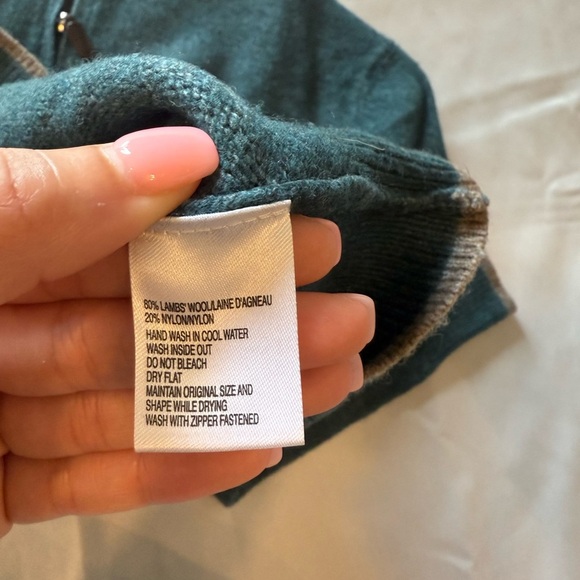 80% LAMBS' WOOL/LAINE D'AGNEAU
20% NYLON/NYLON
HAND WASH IN COOL WATER
WASH INSIDE OUT
DO NOT BLEACH
DRY FLAT
MAINTAIN ORIGINAL SIZE AND
SHAPE WHILE DRYING
WASH WITH ZIPPER FASTENED